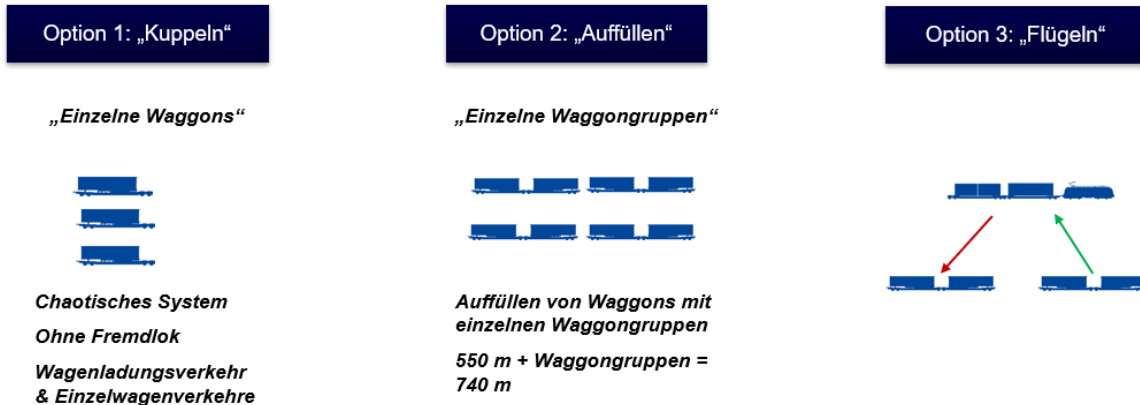 Option 1: „Kuppeln“
Option 2: „Auffüllen“
Option 3: „Flügeln“
„Einzelne Waggons“
„Einzelne Waggongruppen“
Chaotisches System
Ohne Fremdlok
Wagenladungsverkehr
& Einzelwagenverkehre
Auffüllen von Waggons mit
einzelnen Waggongruppen
550 m + Waggongruppen =
740 m